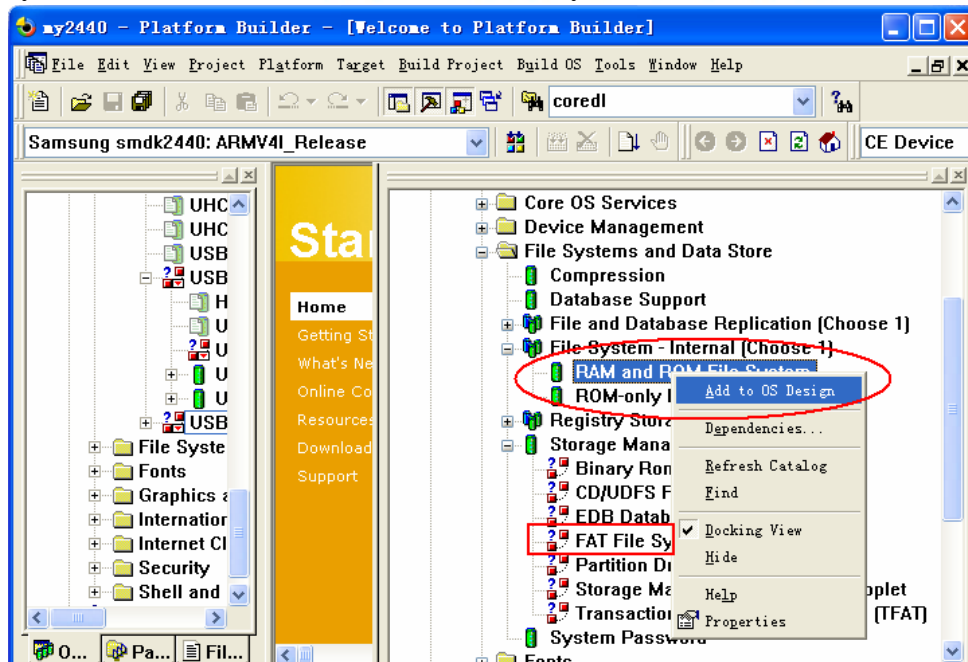 my2440 - Platform Builder - [Welcome to Platform Builder]
File Edit View Project Platform Target Build Project Build OS Tools Window Help
coredl
Samsung smdk2440: ARMV4I_Release
CE Device
UHC
UHC
USB
USB
H
U
U
U
U
USB
File Syste
Fonts
Graphics a
Internation
Internet Cl
Security
Shell and
O...
Pa...
Fil...
Sta
Home
Getting St
What's Ne
Online Co
Resources
Download
Support
Core OS Services
Device Management
File Systems and Data Store
Compression
Database Support
File and Database Replication (Choose 1)
File System - Internal (Choose 1)
RAM and ROM File System
ROM-only
Registry Stora
Storage Mana
Binary Rom
CD/UDFS F
EDB Datab
FAT File Sy
Partition Dr
Storage Ma
plet
Transaction
(TFAT)
System Password
Fonts
Add to OS Design
Dependencies...
Refresh Catalog
Find
Docking View
Hide
Help
Properties